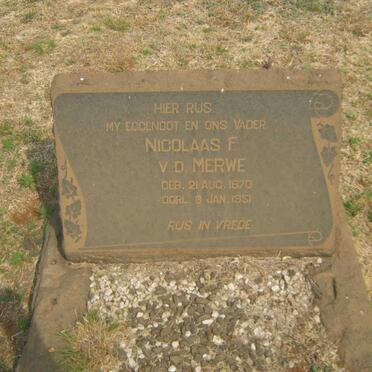 HIER RUS
MY EGGENOOT EN ONS VADER
NICOLAAS F.
V.D. MERWE
GEB. 21 AUG. 1870
OORL. 9 JAN. 1951
RUS IN VREDE